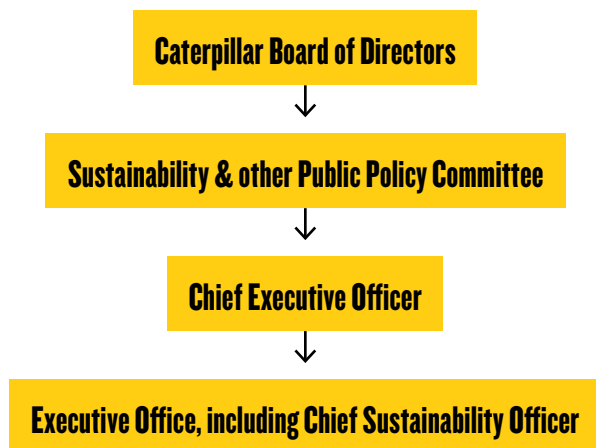 Caterpillar Board of Directors
Sustainability & other Public Policy Committee
Chief Executive Officer
Executive Office, including Chief Sustainability Officer